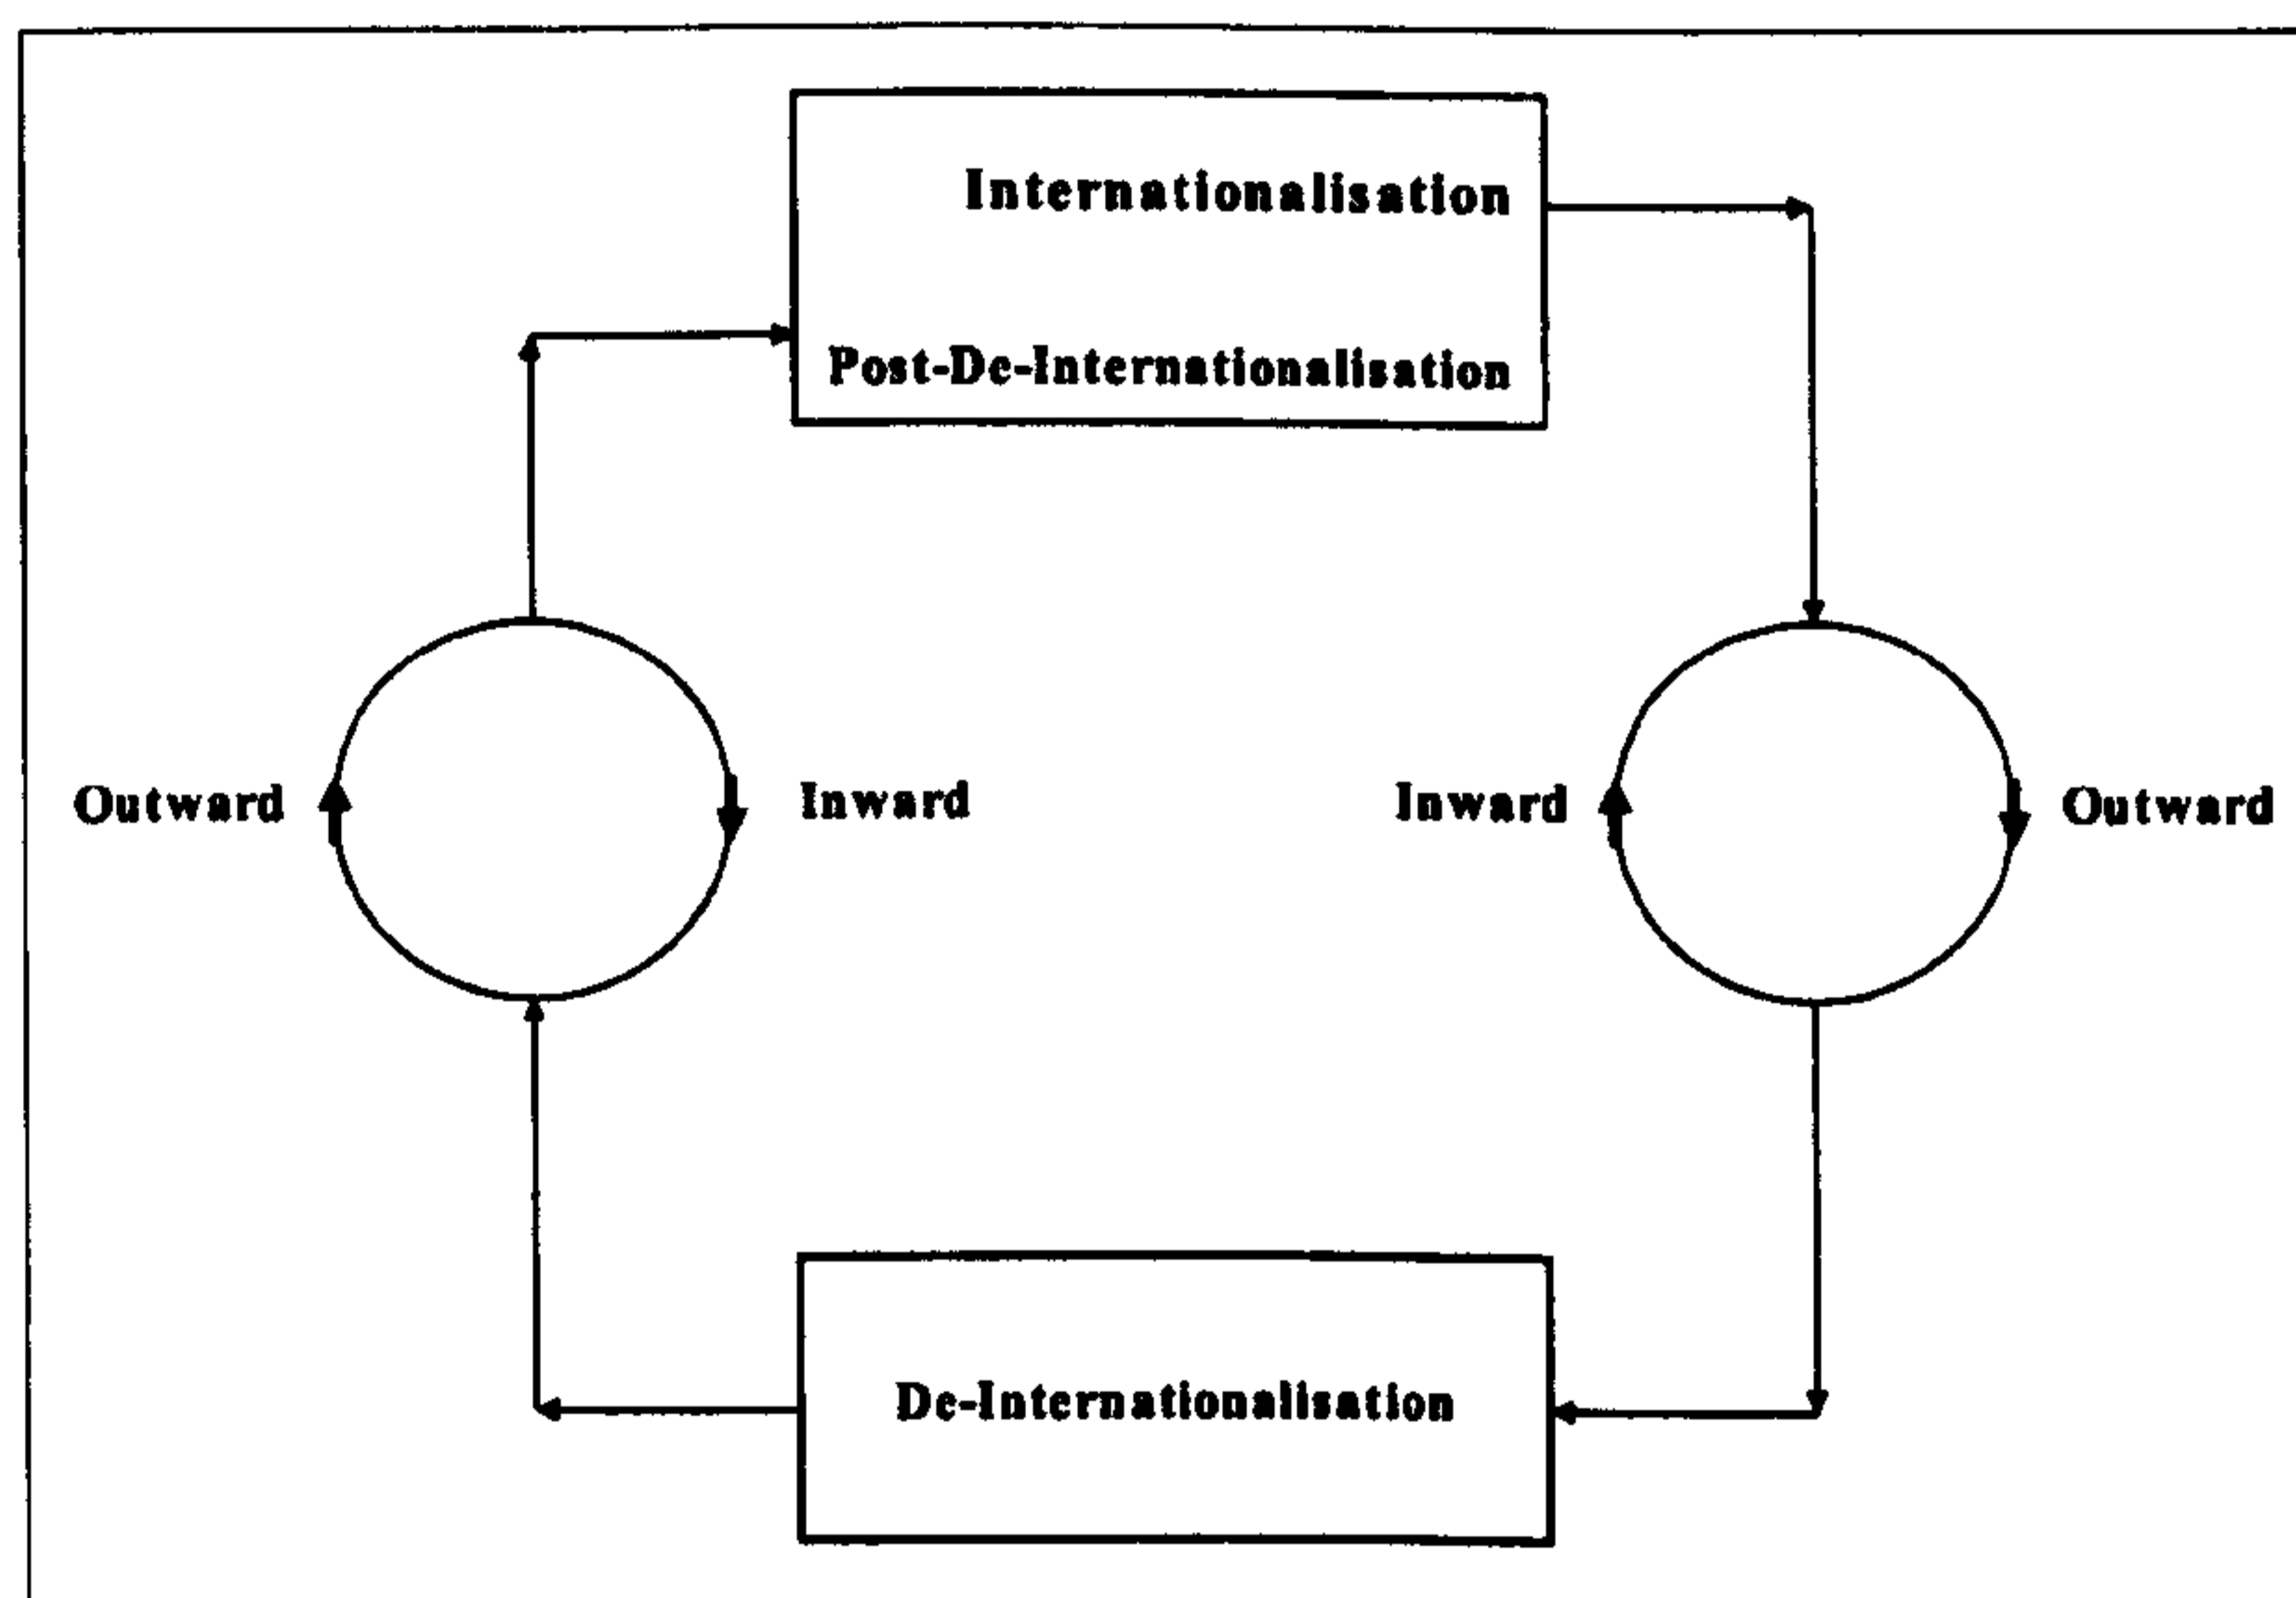 Internationalisation
Post-De-Internationalisation
Outward
Inward
Inward
Outward
De-Internationalisation